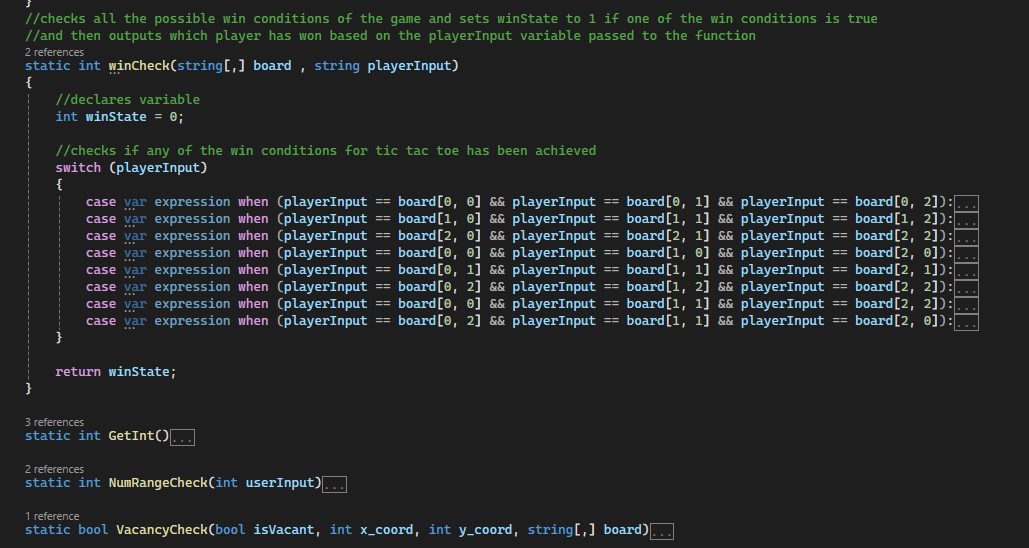 }
//checks all the possible win conditions of the game and sets winState to 1 if one of the win conditions is true
//and then outputs which player has won based on the playerInput variable passed to the function
2 references
static int winCheck(string[,] board , string playerInput)
{
//declares variable
int winState = 0;
//checks if any of the win conditions for tic tac toe has been achieved
switch (playerInput)
{
case var expression when (playerInput == board[0, 0] && playerInput == board[0, 1] && playerInput == board[0, 2]):...
case var expression when (playerInput == board[1, 0] && playerInput == board[1, 1] && playerInput == board[1, 2]):...
case var expression when (playerInput == board[2, 0] && playerInput == board[2, 1] && playerInput == board[2, 2]):...
case var expression when (playerInput == board[0, 0] && playerInput == board[1, 0] && playerInput == board[2, 0]):...
case var expression when (playerInput == board[0, 1] && playerInput == board[1, 1] && playerInput == board[2, 1]):...
case var expression when (playerInput == board[0, 2] && playerInput == board[1, 2] && playerInput == board[2, 2]):...
case var expression when (playerInput == board[0, 0] && playerInput == board[1, 1] && playerInput == board[2, 2]):...
case var expression when (playerInput == board[0, 2] && playerInput == board[1, 1] && playerInput == board[2, 0]):...
}
return winState;
}
3 references
static int GetInt()...
2 references
static int NumRangeCheck(int userInput)...
1 reference
static bool VacancyCheck(bool isVacant, int x_coord, int y_coord, string[,] board)...